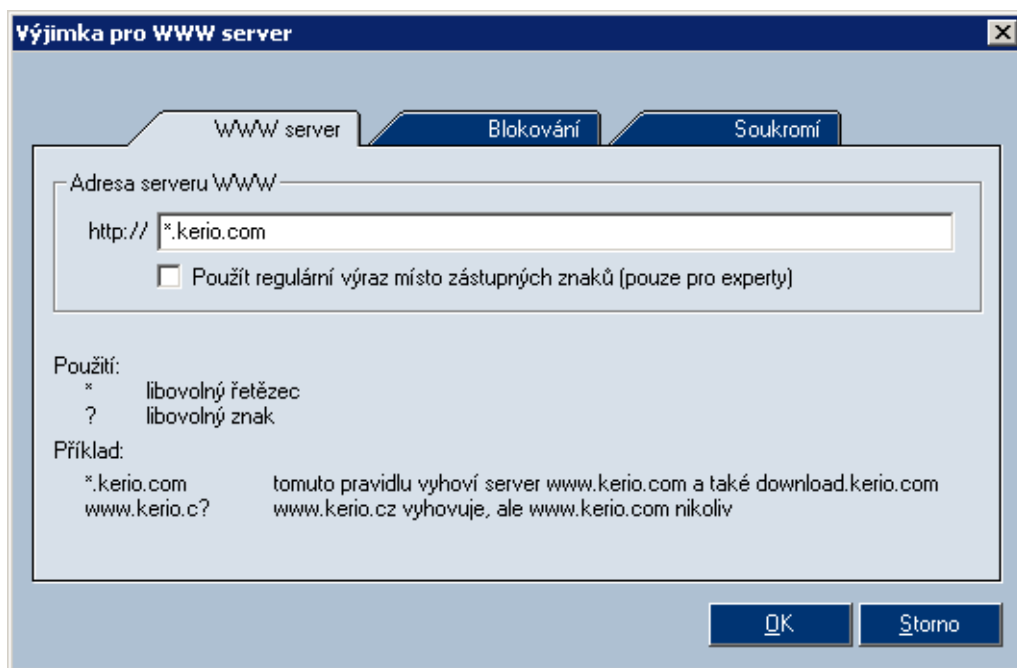 Výjimka pro WWW server
WWW server Blokování Soukromí
Adresa serveru WWW
http:// *.kerio.com
Použít regulární výraz místo zástupných znaků (pouze pro experty)
Použití:
* libovolný řetězec
? libovolný znak
Příklad:
*.kerio.com tomuto pravidlu vyhoví server www.kerio.com a také download.kerio.com
www.kerio.c? www.kerio.cz vyhovuje, ale www.kerio.com nikoliv
OK Storno